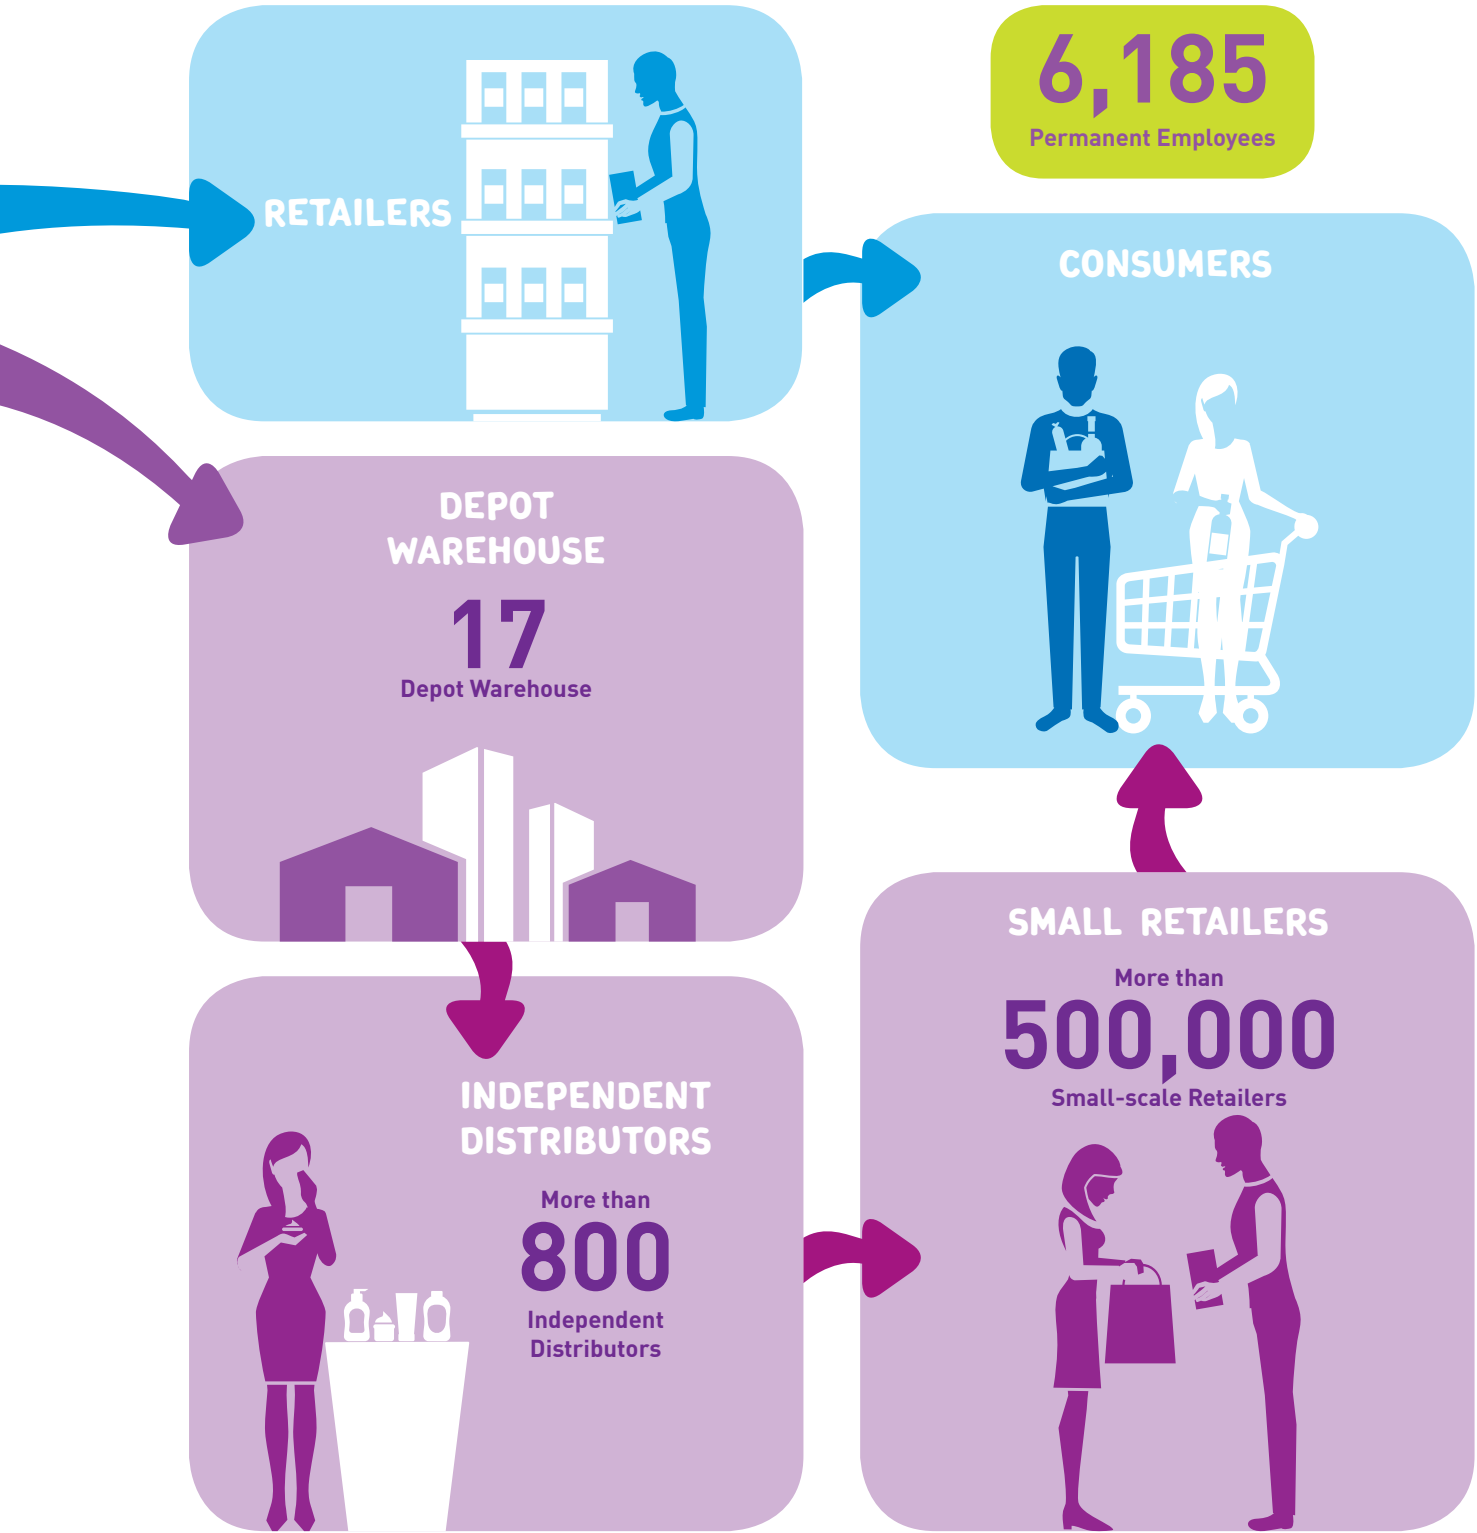 6,185
Permanent Employees
RETAILERS
CONSUMERS
DEPOT
WAREHOUSE
17
Depot Warehouse
INDEPENDENT
DISTRIBUTORS
More than
800
Independent
Distributors
SMALL RETAILERS
More than
500,000
Small-scale Retailers